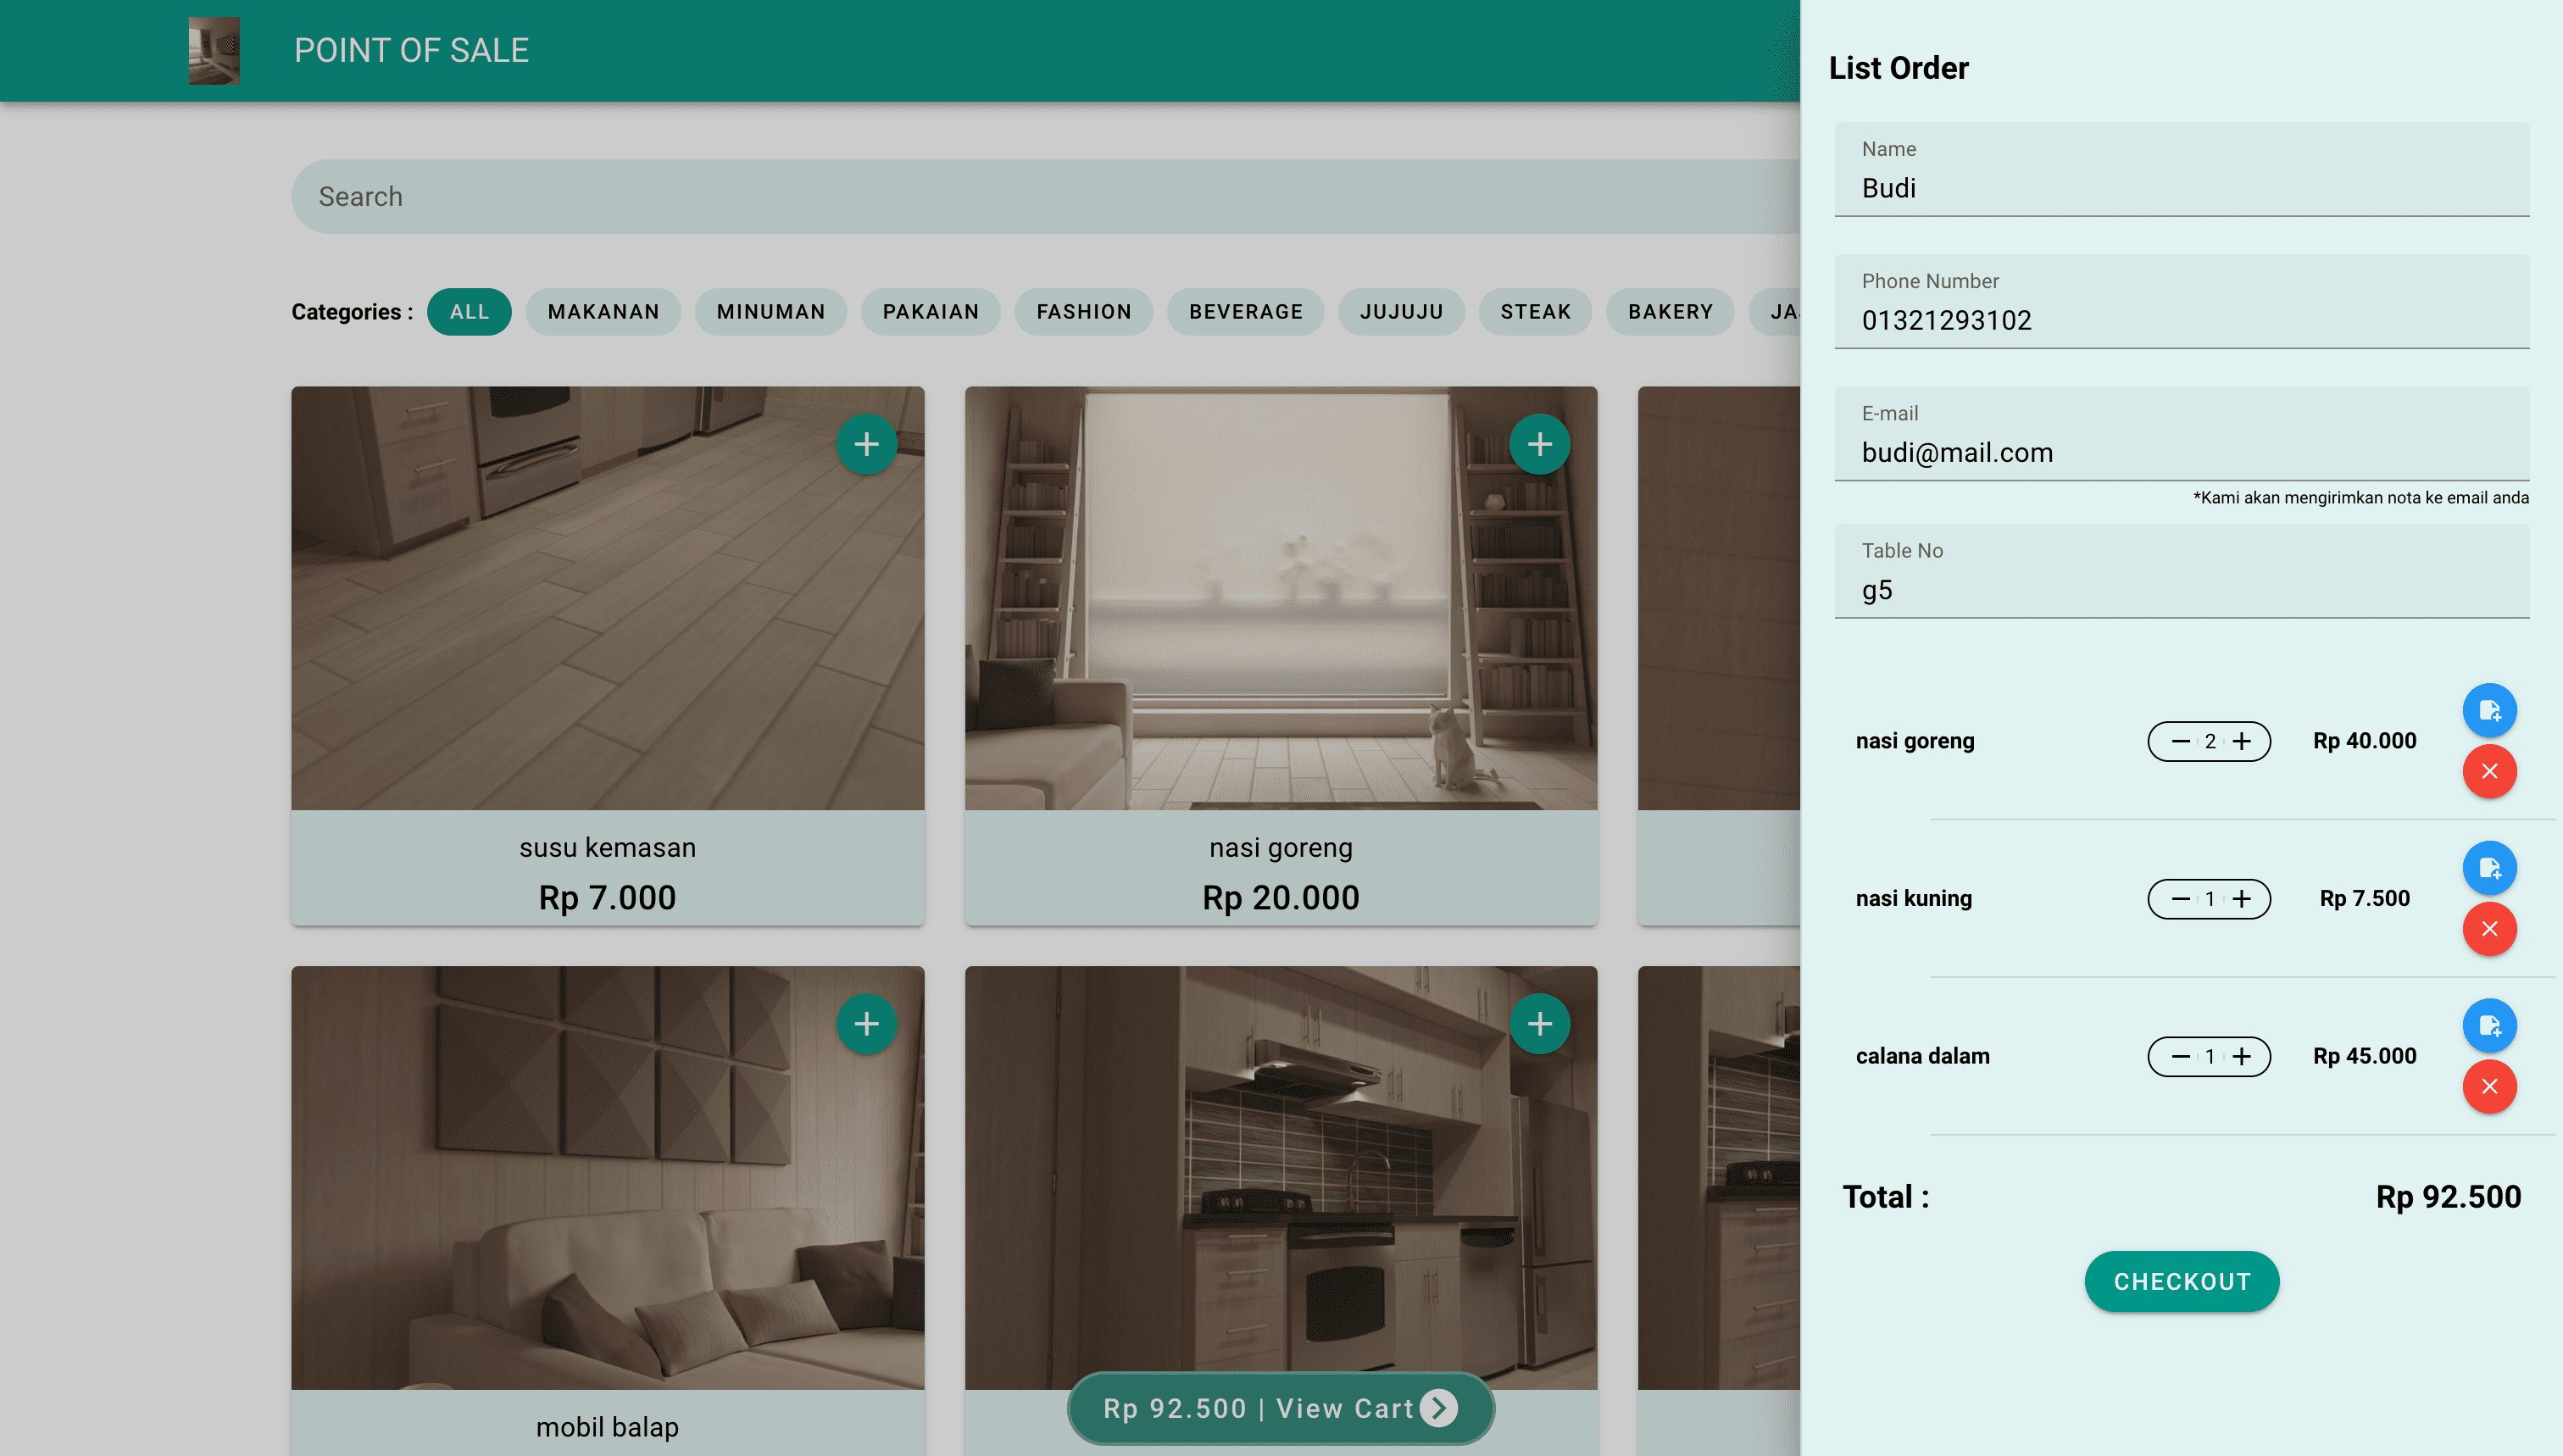 POINT OF SALE
Search
Categories :
ALL
MAKANAN
MINUMAN
PAKAIAN
FASHION
BEVERAGE
JUJUJU
STEAK
BAKERY
susu kemasan
Rp 7.000
nasi goreng
Rp 20.000
mobil balap
Rp 92.500 | View Cart
List Order
Name
Budi
Phone Number
01321293102
E-mail
budi@mail.com
*Kami akan mengirimkan nota ke email anda
Table No
g5
nasi goreng 2 Rp 40.000
nasi kuning 1 Rp 7.500
calana dalam 1 Rp 45.000
Total : Rp 92.500
CHECKOUT